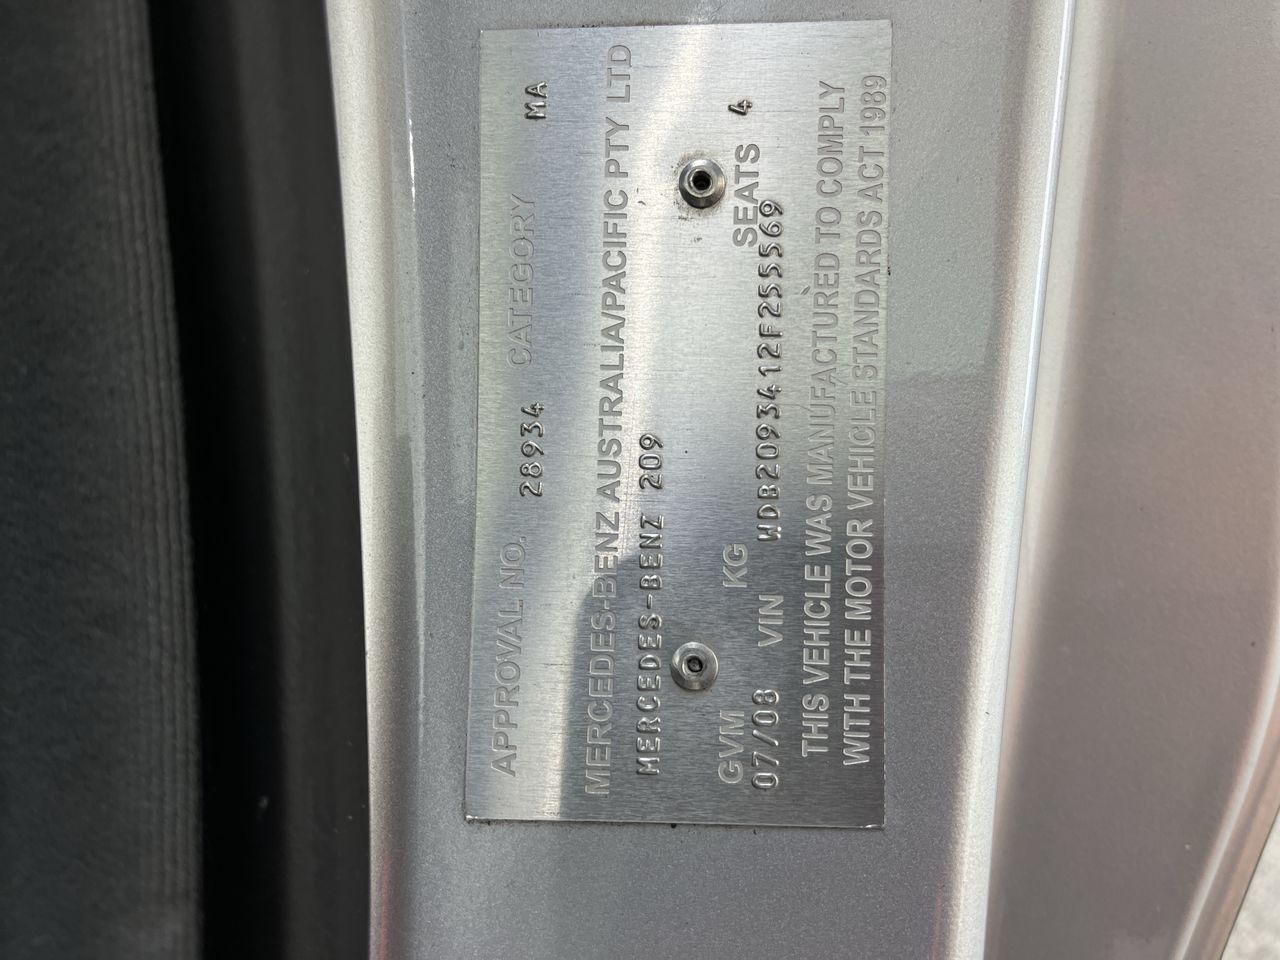 APPROVAL NO. 28934 CATEGORY MA
MERCEDES-BENZ AUSTRALIA/PACIFIC PTY LTD
MERCEDES-BENZ 209
GVM KG SEATS 4
07/08 VIN WDB2093412F255569
THIS VEHICLE WAS MANUFACTURED TO COMPLY
WITH THE MOTOR VEHICLE STANDARDS ACT 1989